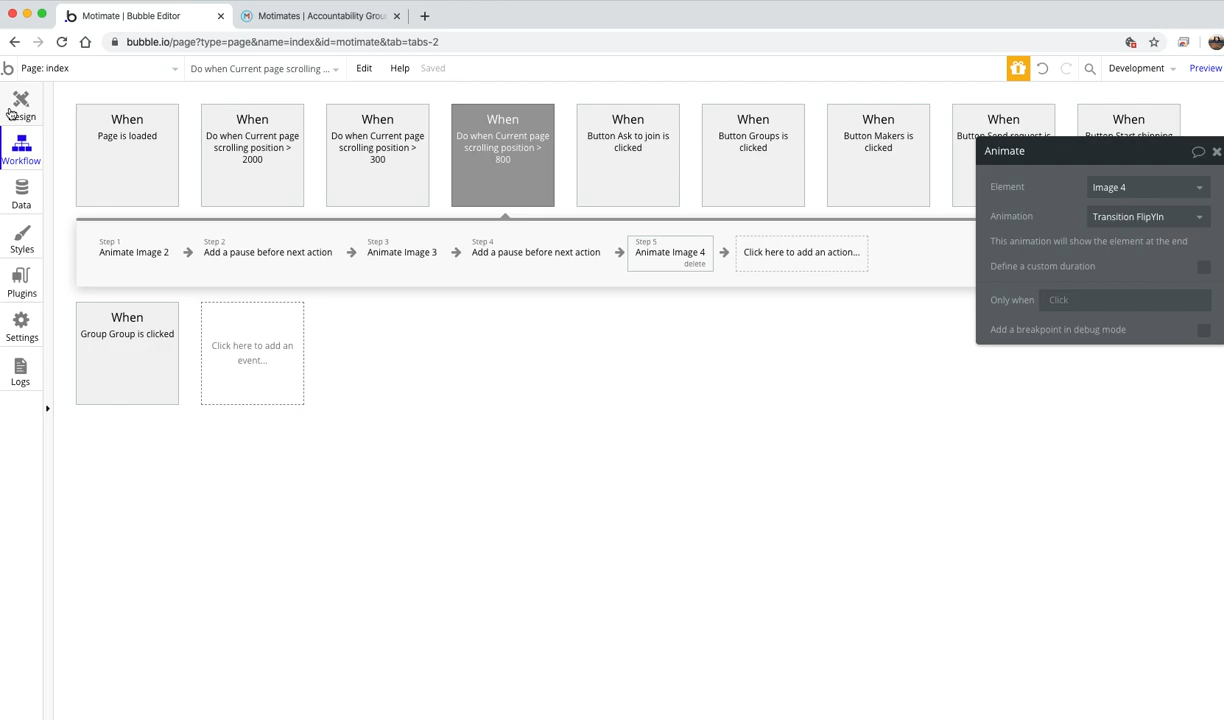 Motimate | Bubble Editor
Motimates | Accountability Grou
bubble.io/page?type=page&name=index&id=motimate&tab=tabs-2
Page: index
Do when Current page scrolling ...
Edit
Help
Saved
Development
Preview
Design
Workflow
Data
Styles
Plugins
Settings
Logs
When
Page is loaded
When
Do when Current page
scrolling position >
2000
When
Do when Current page
scrolling position >
300
When
Do when Current page
scrolling position >
800
When
Button Ask to join is
clicked
When
Button Groups is
clicked
When
Button Makers is
clicked
When
Button Send request is
When
Button Start shipping
Step 1
Animate Image 2
Step 2
Add a pause before next action
Step 3
Animate Image 3
Step 4
Add a pause before next action
Step 5
Animate Image 4
delete
Click here to add an action...
When
Group Group is clicked
Click here to add an
event...
Animate
Element
Image 4
Animation
Transition FlipYIn
This animation will show the element at the end
Define a custom duration
Only when
Click
Add a breakpoint in debug mode